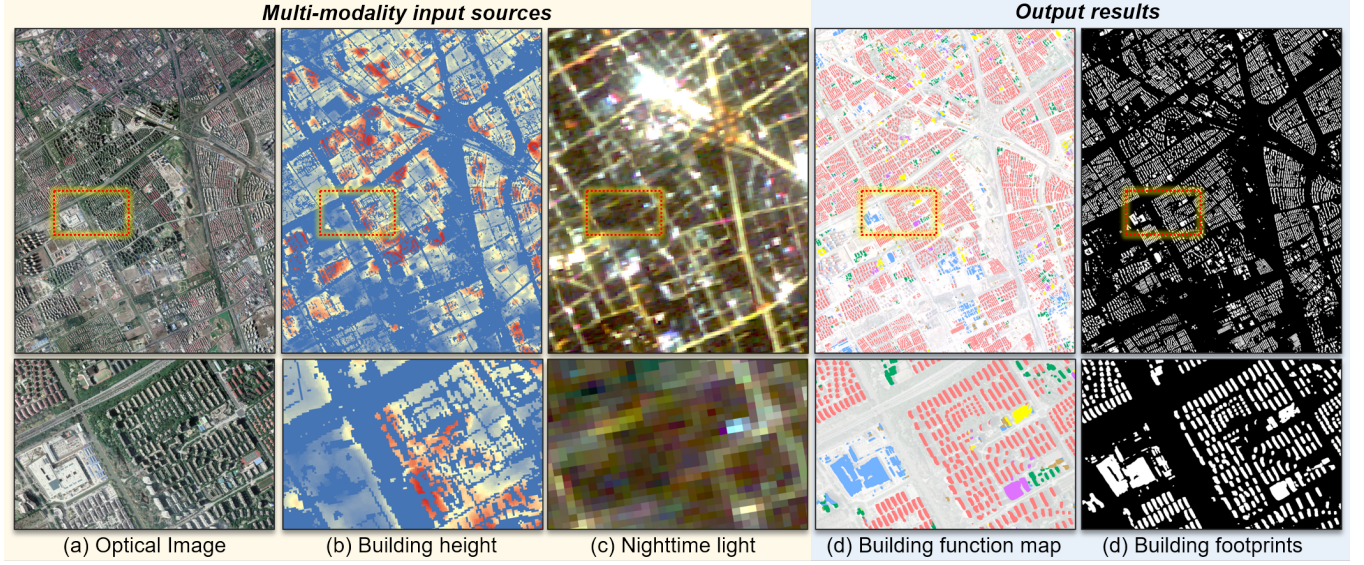 Multi-modality input sources
Output results
(a) Optical Image
(b) Building height
(c) Nighttime light
(d) Building function map
(d) Building footprints